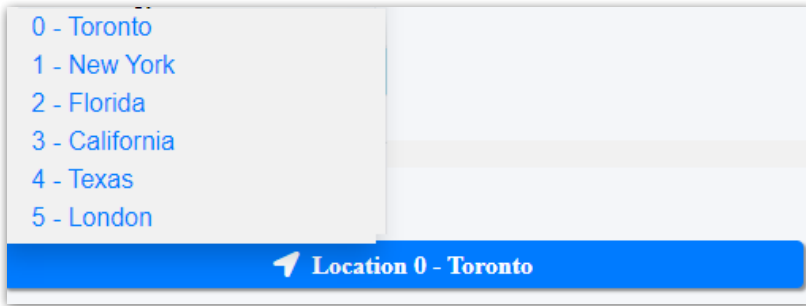 0 - Toronto
1 - New York
2 - Florida
3 - California
4 - Texas
5 - London
Location 0 - Toronto